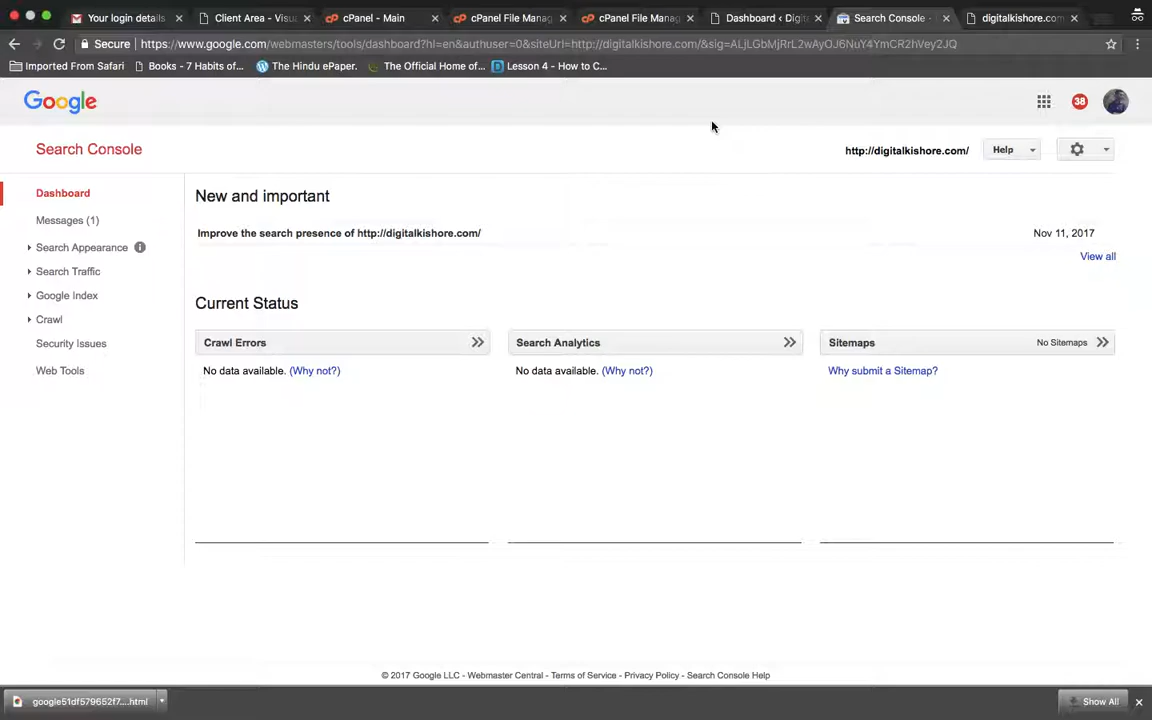 Your login details
Client Area - Visua
cPanel - Main
cPanel File Manag
cPanel File Manag
Dashboard ‹ Digit
Search Console -
digitalkishore.com
Secure
https://www.google.com/webmasters/tools/dashboard?hl=en&authuser=0&siteUrl=http://digitalkishore.com/&sig=ALjLGbMjRrL2wAyOJ6NuY4YmCR2hVey2JQ
Imported From Safari
Books - 7 Habits of...
The Hindu ePaper.
The Official Home of...
Lesson 4 - How to C...
Google
38
Search Console
http://digitalkishore.com/
Help
Dashboard
Messages (1)
Search Appearance
Search Traffic
Google Index
Crawl
Security Issues
Web Tools
New and important
Improve the search presence of http://digitalkishore.com/
Nov 11, 2017
View all
Current Status
Crawl Errors
No data available. (Why not?)
Search Analytics
No data available. (Why not?)
Sitemaps
No Sitemaps
Why submit a Sitemap?
© 2017 Google LLC - Webmaster Central - Terms of Service - Privacy Policy - Search Console Help
google51df579652f7....html
Show All